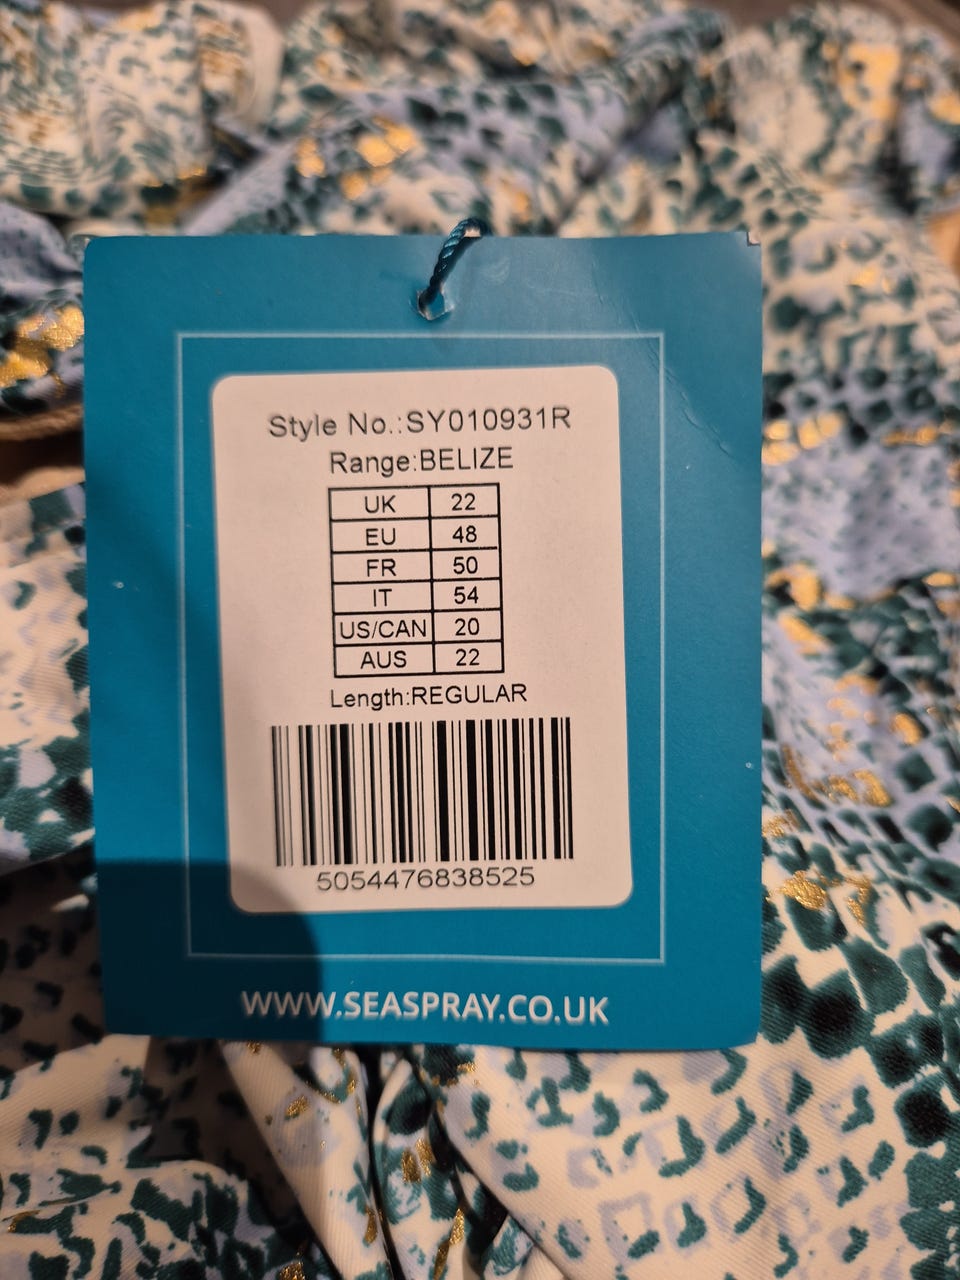 Style No.:SY010931R
Range:BELIZE
UK 22
EU 48
FR 50
IT 54
US/CAN 20
AUS 22
Length:REGULAR
5054476838525
WWW.SEASPRAY.CO.UK